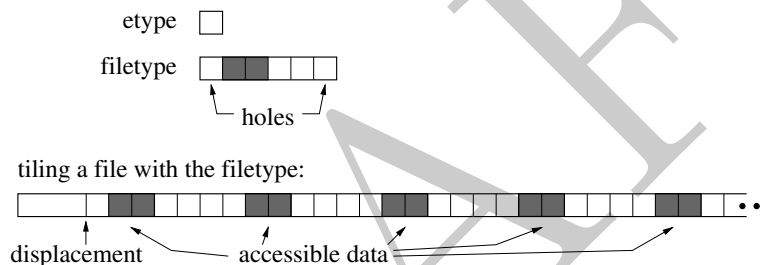 etype
filetype
holes
tiling a file with the filetype:
displacement accessible data